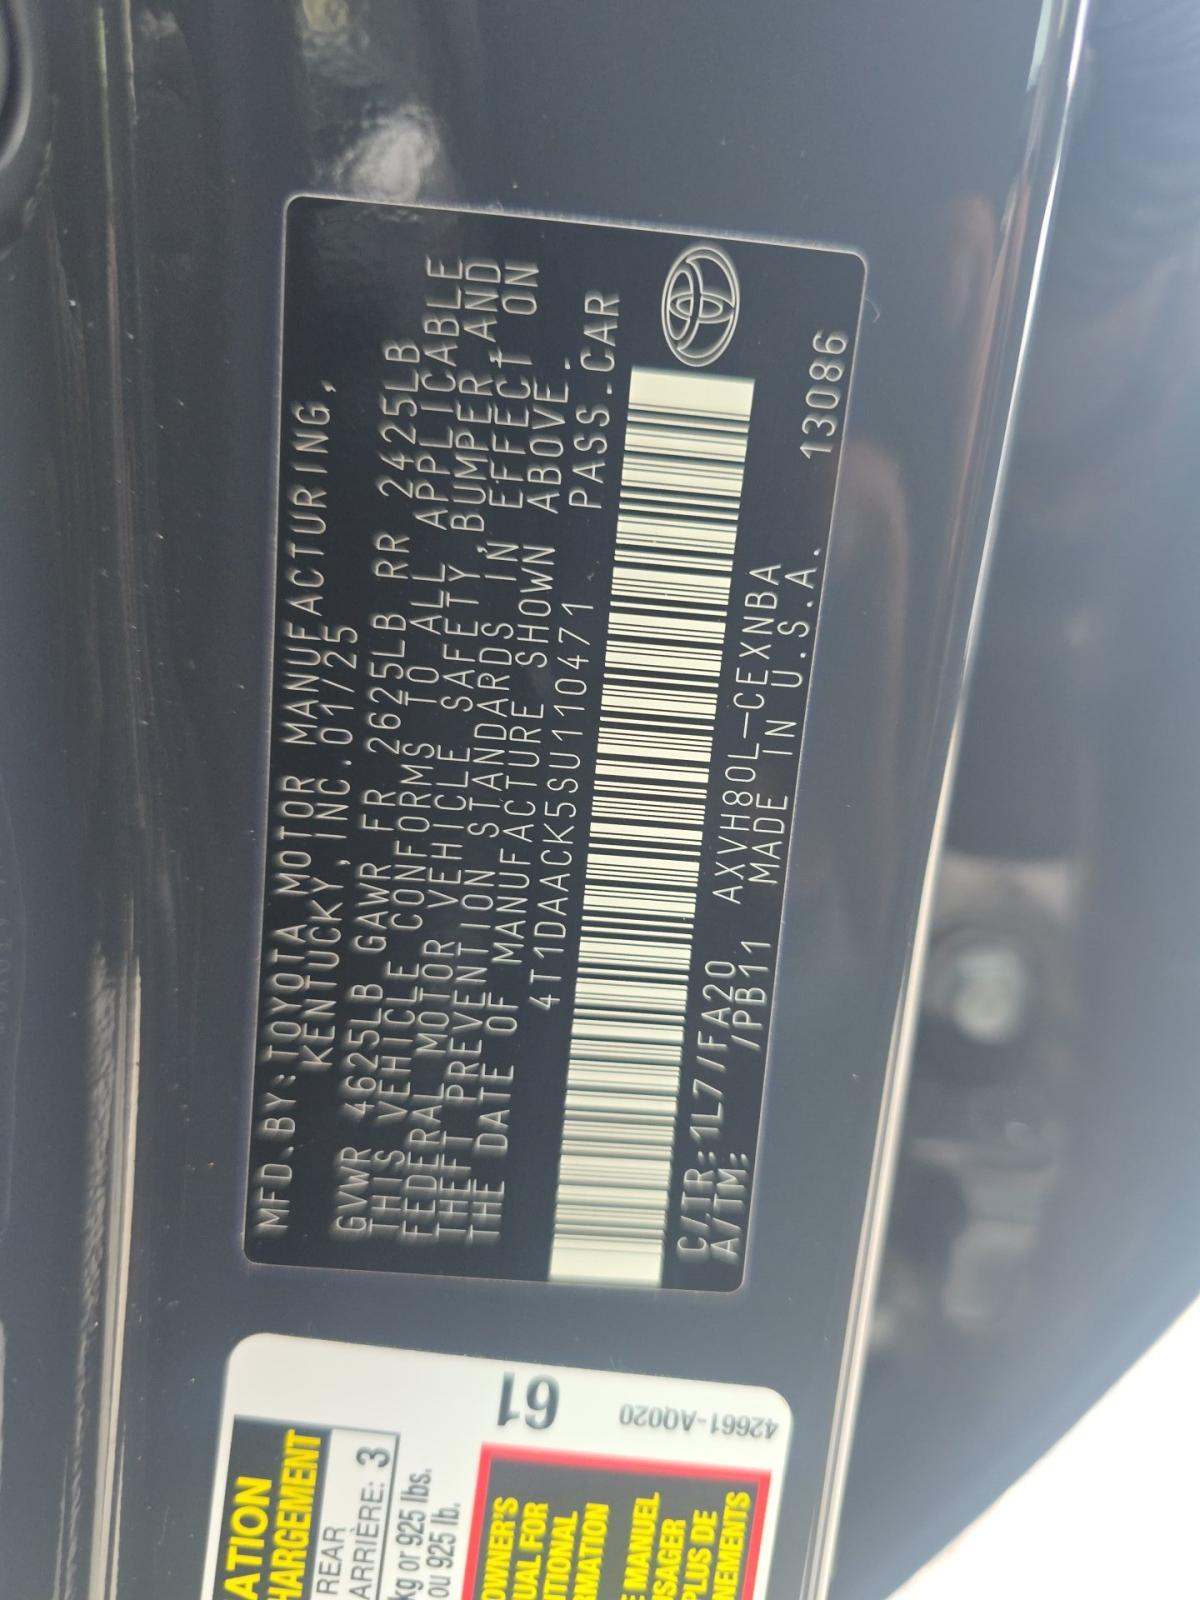 MFD.BY:TOYOTA MOTOR MANUFACTURING,
KENTUCKY,INC.01/25
GVWR 4625LB GAWR FR 2625LB RR 2425LB
THIS VEHICLE CONFORMS TO ALL APPLICABLE
FEDERAL MOTOR VEHICLE SAFETY,BUMPER,AND
THEFT PREVENTION STANDARDS IN EFFECT ON
THE DATE OF MANUFACTURE SHOWN ABOVE.
4T1DAACK5SU110471 PASS.CAR
C/TR:1L7/FA20 AXVH80L-CEXNBA 13086
A/TM: /PB11 MADE IN U.S.A.
ATION
HARGEMENT
REAR
ARRIÈRE: 3
kg or 925 lbs.
ou 925 lb.
61
OWNER'S
UAL FOR
ITIONAL
RMATION
E MANUEL
USAGER
PLUS DE
NEMENTS
42661-AQ020